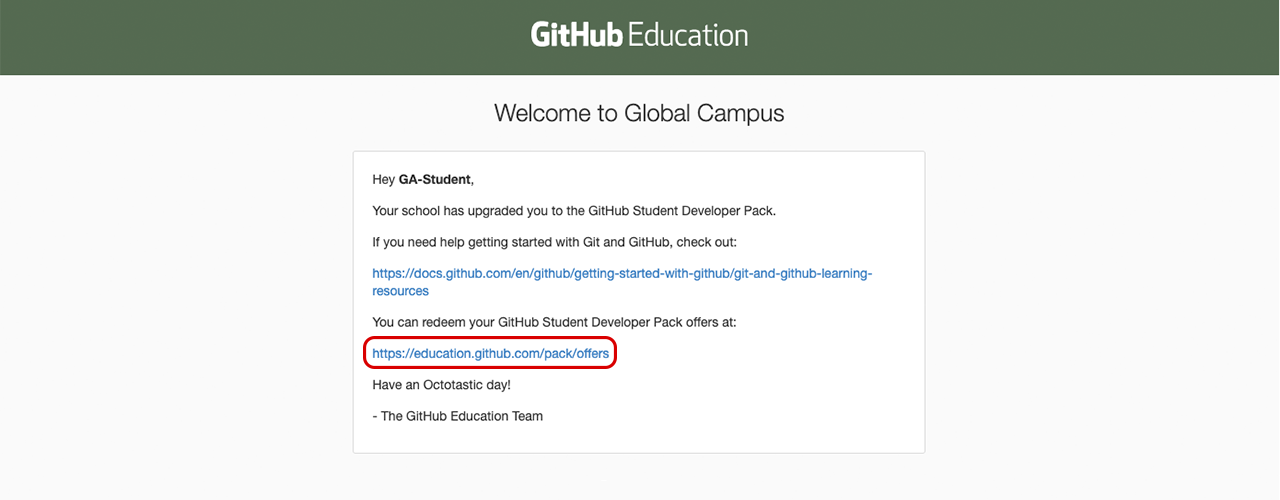 GitHub Education
Welcome to Global Campus
Hey GA-Student,
Your school has upgraded you to the GitHub Student Developer Pack.
If you need help getting started with Git and GitHub, check out:
https://docs.github.com/en/github/getting-started-with-github/git-and-github-learning-
resources
You can redeem your GitHub Student Developer Pack offers at:
https://education.github.com/pack/offers
Have an Octotastic day!
- The GitHub Education Team